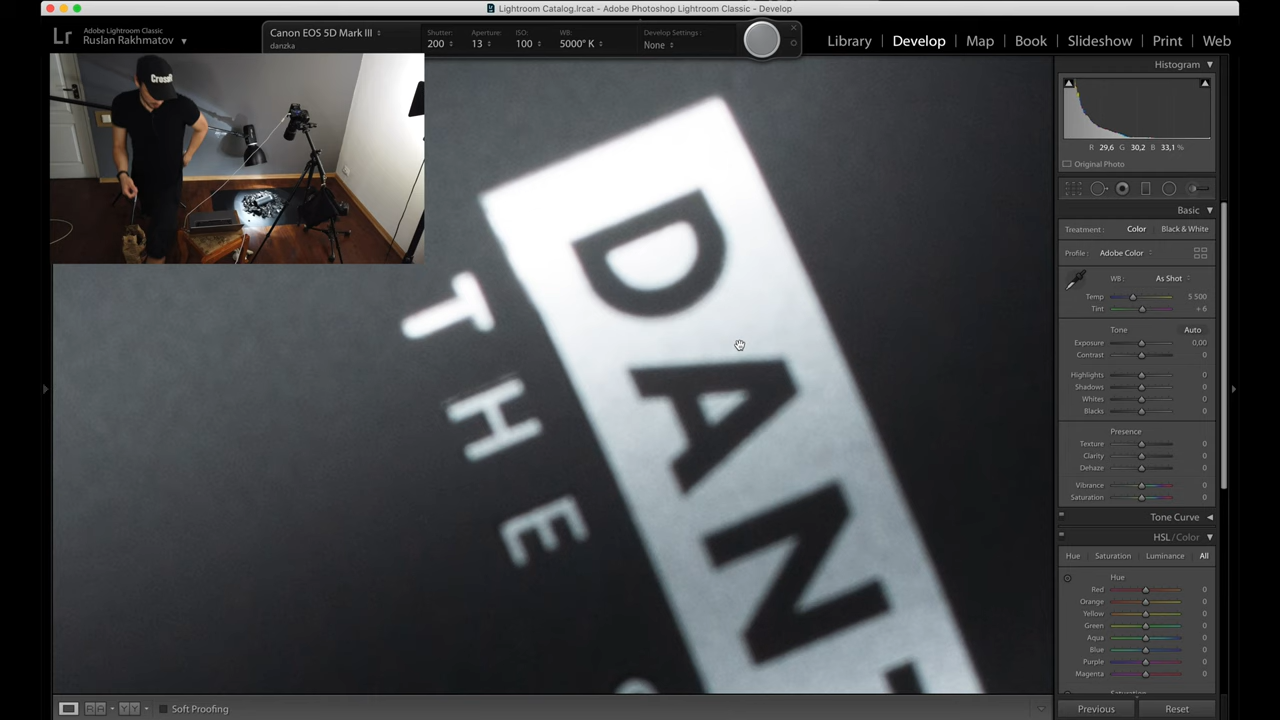 Lightroom Catalog.lrcat - Adobe Photoshop Lightroom Classic - Develop
Lr Adobe Lightroom Classic
Ruslan Rakhmatov
Canon EOS 5D Mark III
danzka
Shutter: 200
Aperture: 13
ISO: 100
WB: 5000° K
Develop Settings: None
Library Develop Map Book Slideshow Print Web
Histogram
R 29,6 G 30,2 B 33,1 %
Original Photo
Basic
Treatment: Color Black & White
Profile: Adobe Color
WB: As Shot
Temp 5 500
Tint + 6
Tone Auto
Exposure 0,00
Contrast 0
Highlights 0
Shadows 0
Whites 0
Blacks 0
Presence
Texture 0
Clarity 0
Dehaze 0
Vibrance 0
Saturation 0
Tone Curve
HSL / Color
Hue Saturation Luminance All
Hue
Red 0
Orange 0
Yellow 0
Green 0
Aqua 0
Blue 0
Purple 0
Magenta 0
Previous Reset
Soft Proofing
DAN
THE